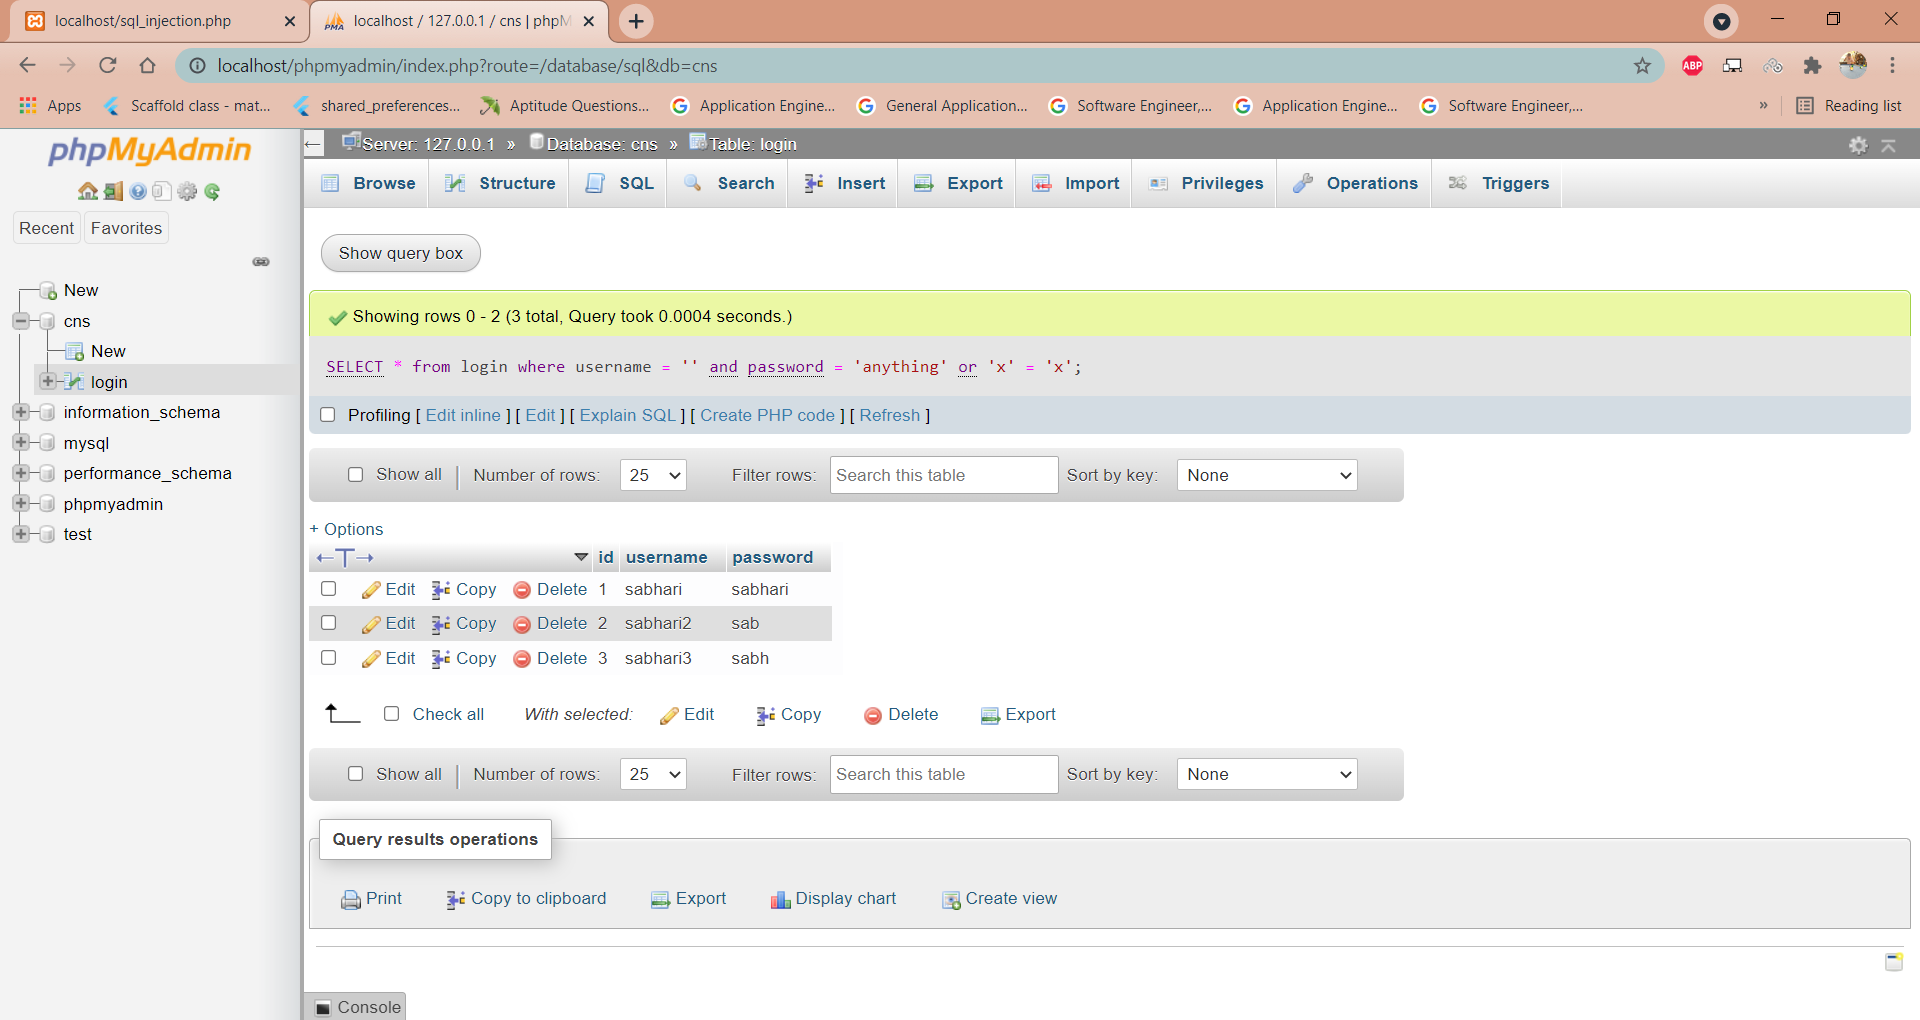 localhost/sql_injection.php
localhost / 127.0.0.1 / cns | phpM
localhost/phpmyadmin/index.php?route=/database/sql&db=cns
ABP
Apps
Scaffold class - mat...
shared_preferences...
Aptitude Questions...
Application Engine...
General Application...
Software Engineer,...
Application Engine...
Software Engineer,...
»
Reading list
phpMyAdmin
Recent
Favorites
New
cns
New
login
information_schema
mysql
performance_schema
phpmyadmin
test
Server: 127.0.0.1 » Database: cns » Table: login
Browse
Structure
SQL
Search
Insert
Export
Import
Privileges
Operations
Triggers
Show query box
Showing rows 0 - 2 (3 total, Query took 0.0004 seconds.)
SELECT * from login where username = '' and password = 'anything' or 'x' = 'x';
Profiling [ Edit inline ] [ Edit ] [ Explain SQL ] [ Create PHP code ] [ Refresh ]
Show all | Number of rows: 25 Filter rows: Search this table Sort by key: None
+ Options
←T→ id username password
Edit Copy Delete 1 sabhari sabhari
Edit Copy Delete 2 sabhari2 sab
Edit Copy Delete 3 sabhari3 sabh
Check all With selected: Edit Copy Delete Export
Show all | Number of rows: 25 Filter rows: Search this table Sort by key: None
Query results operations
Print Copy to clipboard Export Display chart Create view
Console